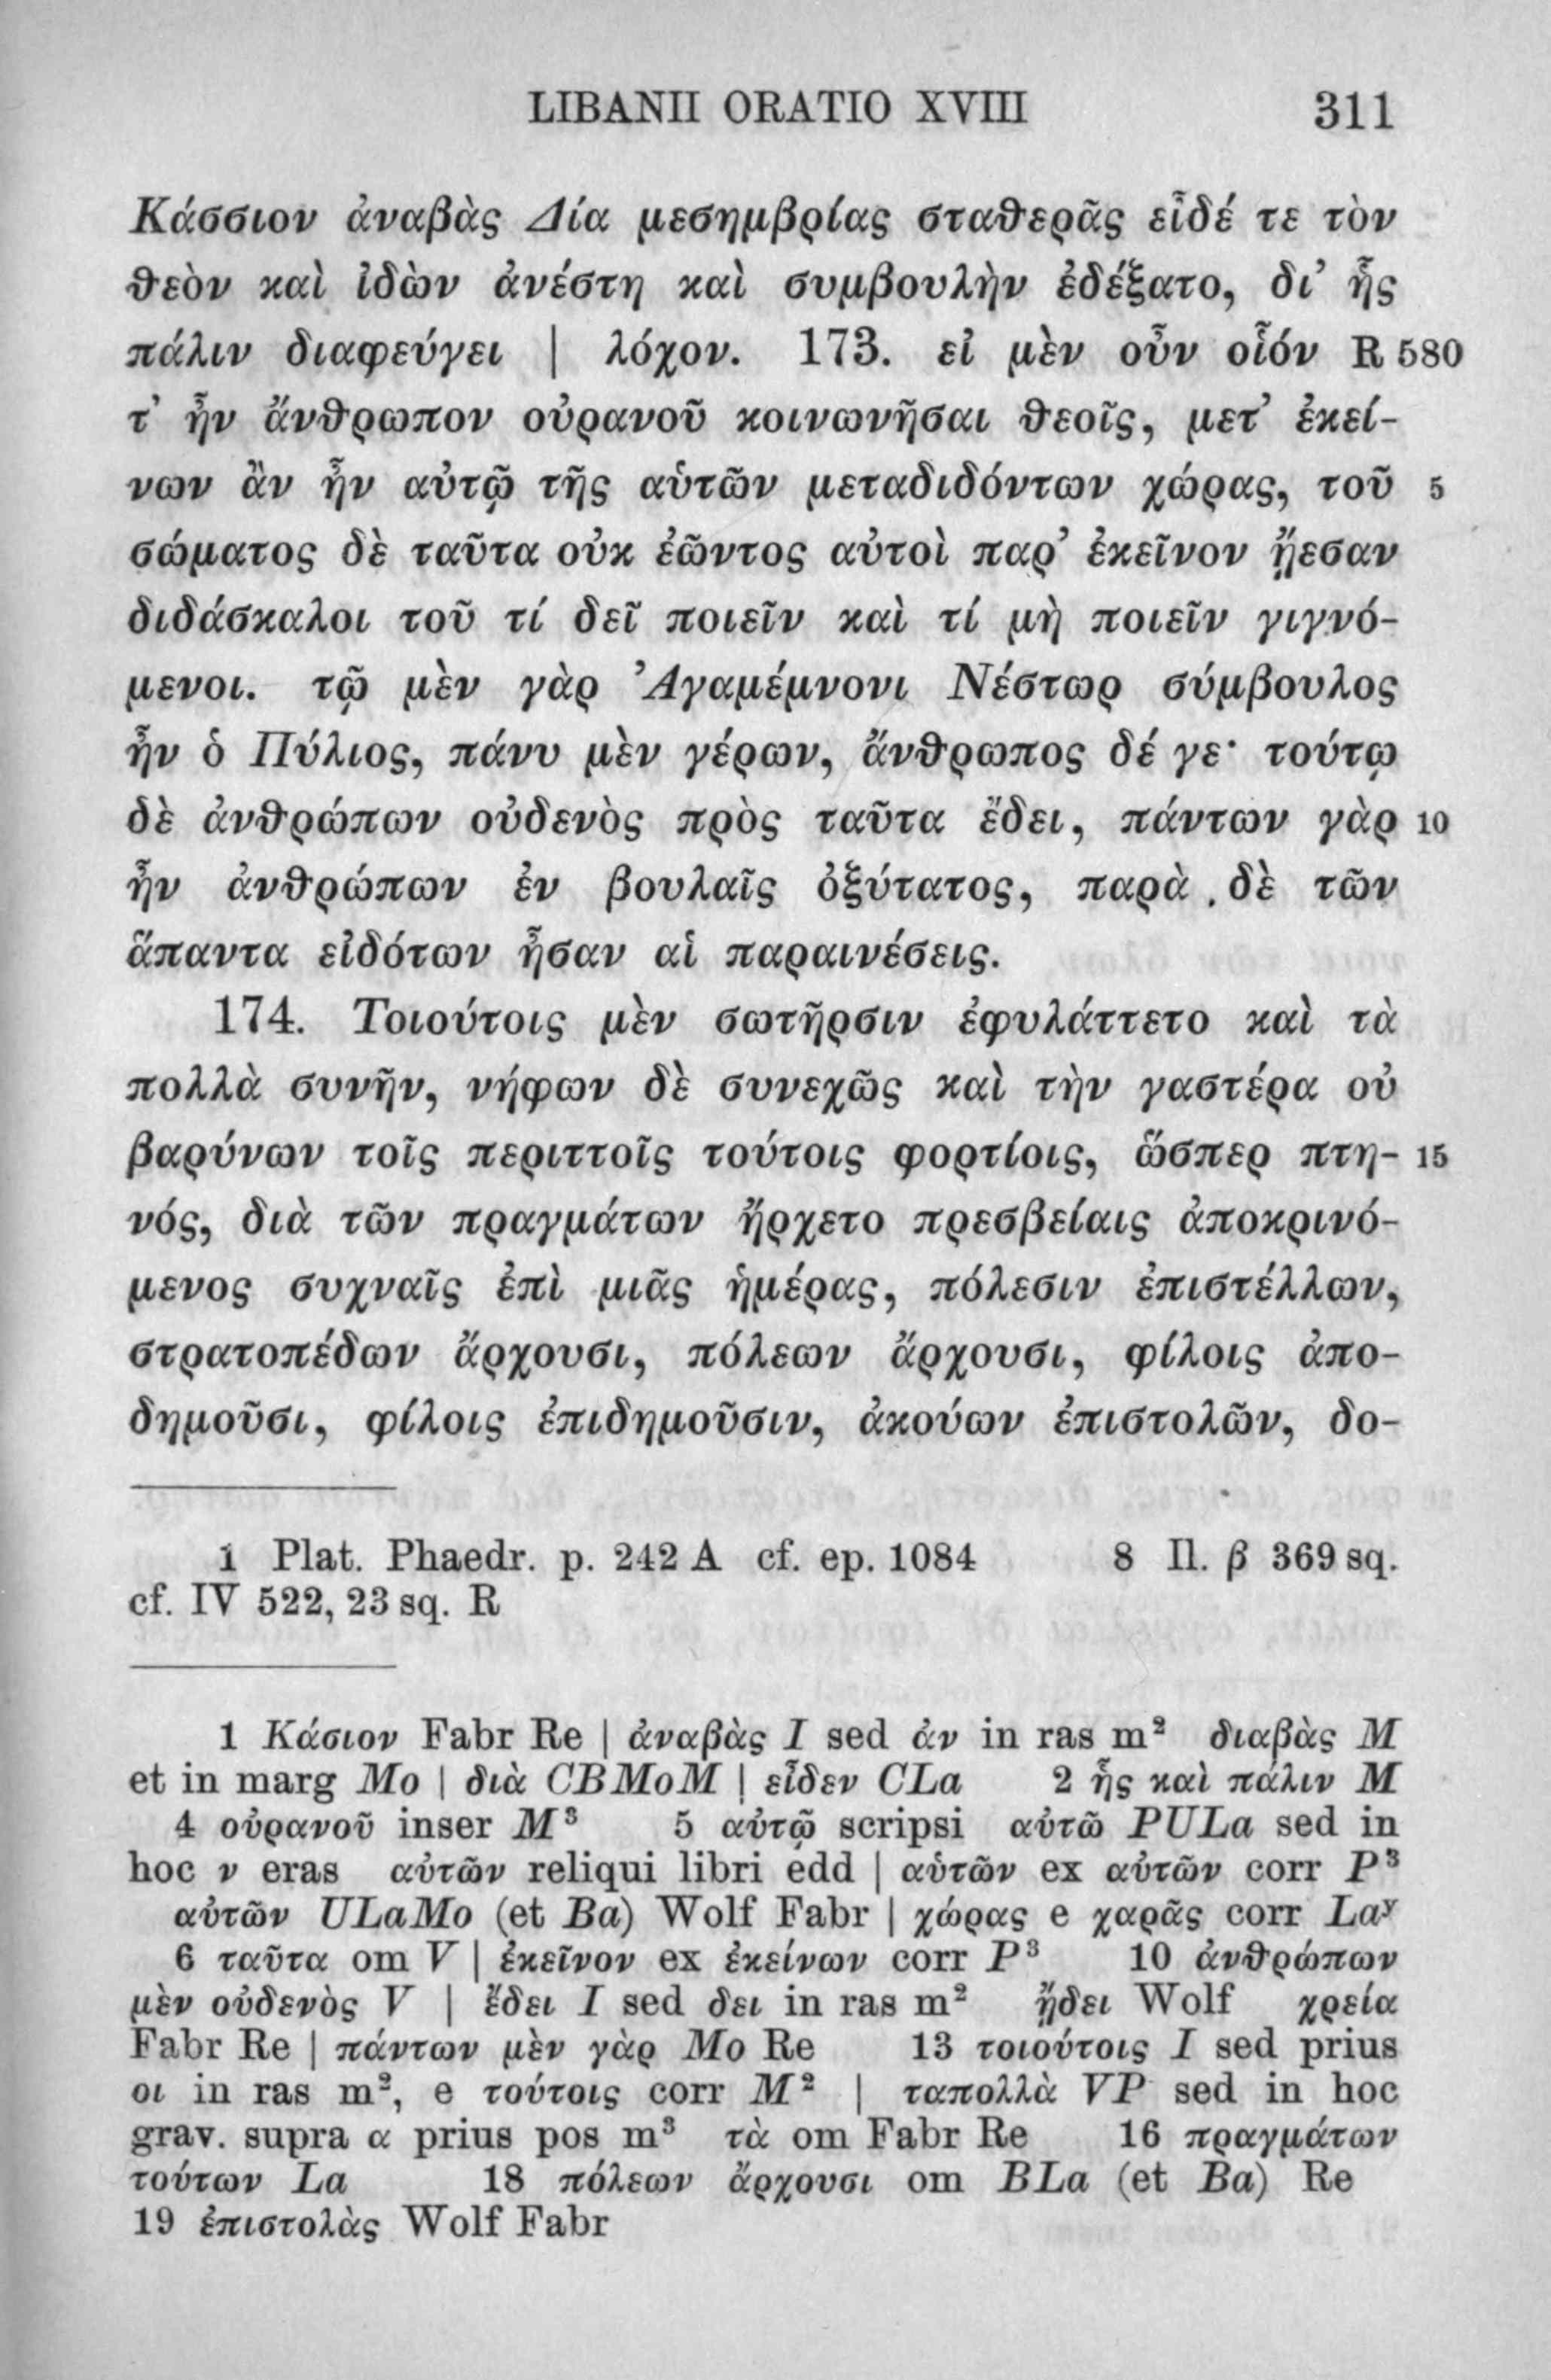 LIBANII ORATIO XVIII 311
Κάσσιον ἀναβὰς Δία μεσημβρίας σταθερᾶς εἶδέ τε τὸν
θεὸν καὶ ἰδὼν ἀνέστη καὶ συμβουλὴν ἐδέξατο, δι’ ἧς
πάλιν διαφεύγει | λόχον. 173. εἰ μὲν οὖν οἷόν R 580
τ’ ἦν ἄνθρωπον οὐρανοῦ κοινωνῆσαι θεοῖς, μετ’ ἐκεί-
νων ἂν ἦν αὐτῷ τῆς αὑτῶν μεταδιδόντων χώρας, τοῦ 5
σώματος δὲ ταῦτα οὐκ ἐῶντος αὐτοὶ παρ’ ἐκεῖνον ᾔεσαν
διδάσκαλοι τοῦ τί δεῖ ποιεῖν καὶ τί μὴ ποιεῖν γιγνό-
μενοι. τῷ μὲν γὰρ Ἀγαμέμνονι Νέστωρ σύμβουλος
ἦν ὁ Πύλιος, πάνυ μὲν γέρων, ἄνθρωπος δέ γε· τούτῳ
δὲ ἀνθρώπων οὐδενὸς πρὸς ταῦτα ἔδει, πάντων γὰρ 10
ἦν ἀνθρώπων ἐν βουλαῖς ὀξύτατος, παρὰ δὲ τῶν
ἅπαντα εἰδότων ἦσαν αἱ παραινέσεις.
174. Τοιούτοις μὲν σωτῆρσιν ἐφυλάττετο καὶ τὰ
πολλὰ συνῆν, νήφων δὲ συνεχῶς καὶ τὴν γαστέρα οὐ
βαρύνων τοῖς περιττοῖς τούτοις φορτίοις, ὥσπερ πτη- 15
νός, διὰ τῶν πραγμάτων ἤρχετο πρεσβείαις ἀποκρινό-
μενος συχναῖς ἐπὶ μιᾶς ἡμέρας, πόλεσιν ἐπιστέλλων,
στρατοπέδων ἄρχουσι, πόλεων ἄρχουσι, φίλοις ἀπο-
δημοῦσι, φίλοις ἐπιδημοῦσιν, ἀκούων ἐπιστολῶν, δο-
1 Plat. Phaedr. p. 242 A cf. ep. 1084 8 Il. β 369 sq.
cf. IV 522, 23 sq. R
1 Κάσιον Fabr Re | ἀναβὰς I sed ἀν in ras m² διαβὰς M
et in marg Mo | διὰ CBMoM | εἶδεν CLa 2 ἧς καὶ πάλιν M
4 οὐρανοῦ inser M³ 5 αὐτῷ scripsi αὐτῶ PULa sed in
hoc ν eras αὐτῶν reliqui libri edd | αὑτῶν ex αὐτῶν corr P³
αὐτῶν ULaMo (et Ba) Wolf Fabr | χώρας e χαρᾶς corr Laʸ
6 ταῦτα om V | ἐκεῖνον ex ἐκείνων corr P³ 10 ἀνθρώπων
μὲν οὐδενὸς V | ἔδει I sed δει in ras m² ᾔδει Wolf χρεία
Fabr Re | πάντων μὲν γὰρ Mo Re 13 τοιούτοις I sed prius
οι in ras m², e τούτοις corr M² | ταπολλὰ VP sed in hoc
grav. supra α prius pos m³ τὰ om Fabr Re 16 πραγμάτων
τούτων La 18 πόλεων ἄρχουσι om BLa (et Ba) Re
19 ἐπιστολὰς Wolf Fabr